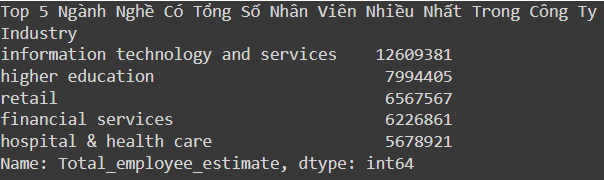 Top 5 Ngành Nghề Có Tổng Số Nhân Viên Nhiều Nhất Trong Công Ty
Industry
information technology and services    12609381
higher education                        7994405
retail                                  6567567
financial services                      6226861
hospital & health care                  5678921
Name: Total_employee_estimate, dtype: int64